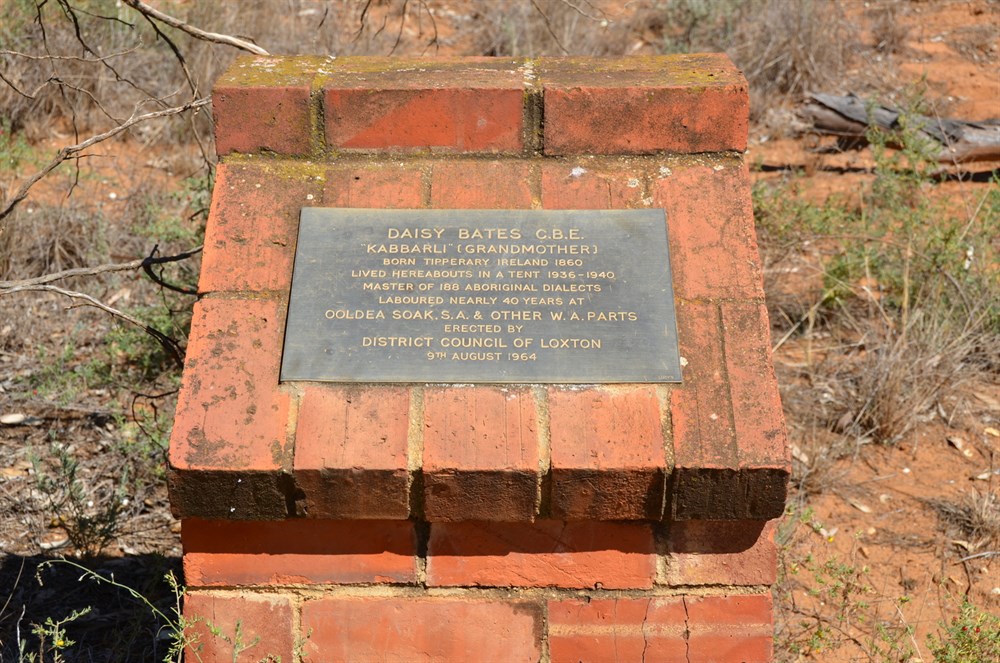 DAISY BATES C.B.E.
"KABBARLI" (GRANDMOTHER)
BORN TIPPERARY IRELAND 1860
LIVED HEREABOUTS IN A TENT 1936-1940
MASTER OF 188 ABORIGINAL DIALECTS
LABOURED NEARLY 40 YEARS AT
OOLDEA SOAK, S.A. & OTHER W.A. PARTS
ERECTED BY
DISTRICT COUNCIL OF LOXTON
9TH AUGUST 1964